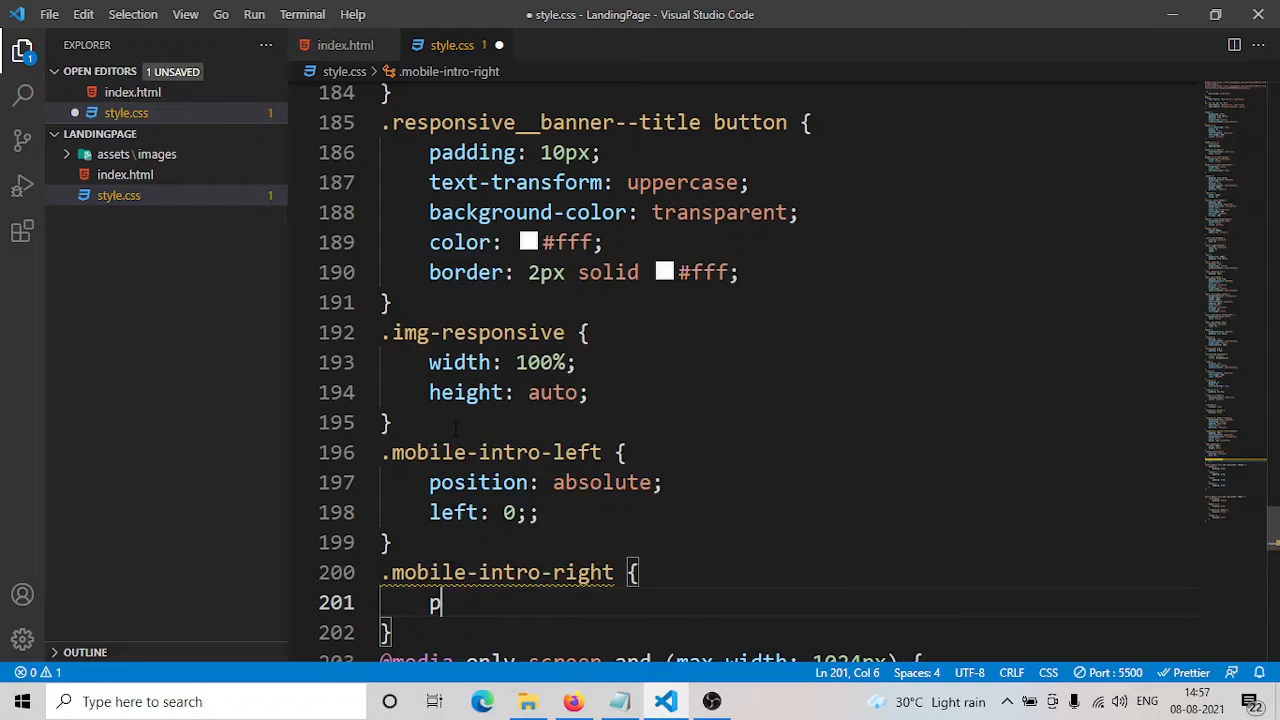 File Edit Selection View Go Run Terminal Help
● style.css - LandingPage - Visual Studio Code
EXPLORER
index.html
style.css 1
OPEN EDITORS 1 UNSAVED
style.css > .mobile-intro-right
index.html
style.css 1
LANDINGPAGE
assets\images
index.html
style.css 1
184 }
185 .responsive__banner--title button {
186 padding: 10px;
187 text-transform: uppercase;
188 background-color: transparent;
189 color: #fff;
190 border: 2px solid #fff;
191 }
192 .img-responsive {
193 width: 100%;
194 height: auto;
195 }
196 .mobile-intro-left {
197 position: absolute;
198 left: 0;;
199 }
200 .mobile-intro-right {
201 p
202 }
203 @media only screen and (max-width: 1024px) {
OUTLINE
0 1
Ln 201, Col 6 Spaces: 4 UTF-8 CRLF CSS Port : 5500 Prettier
Type here to search
30°C Light rain
08-08-2021
22